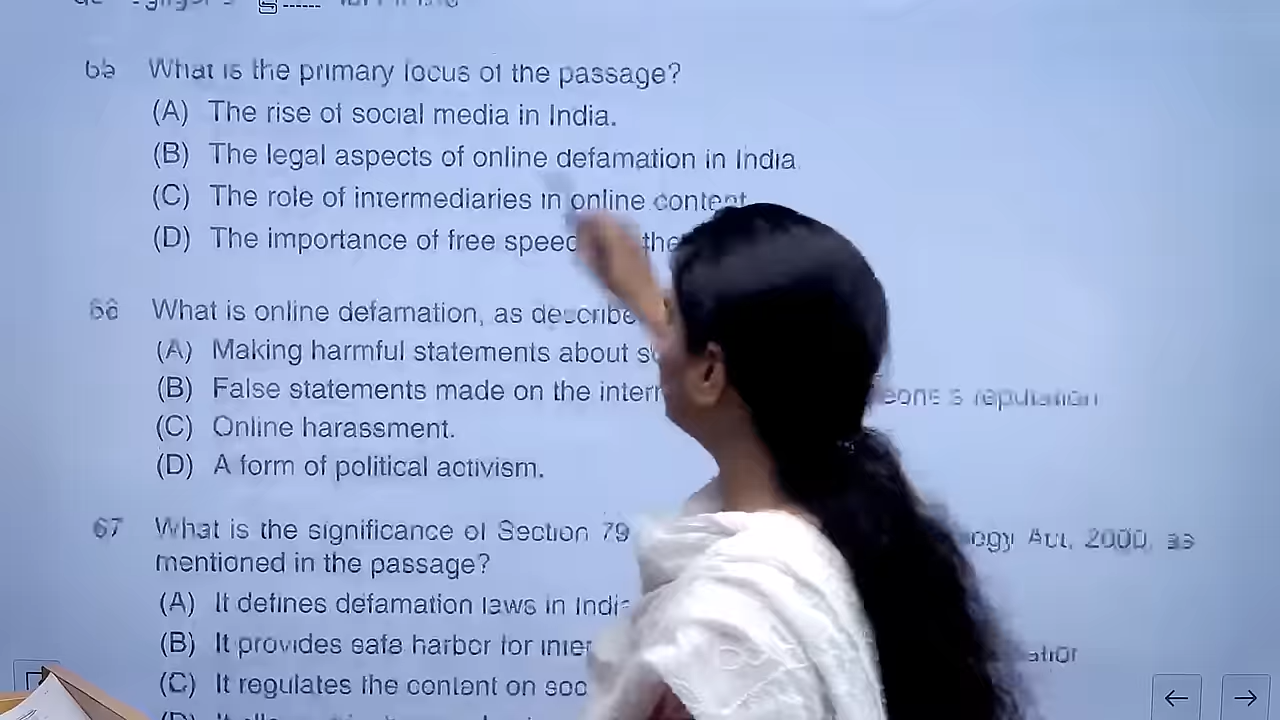 65 What is the primary focus of the passage?
(A) The rise of social media in India.
(B) The legal aspects of online defamation in India.
(C) The role of intermediaries in online content
(D) The importance of free speec the
66 What is online defamation, as describe
(A) Making harmful statements about s
(B) False statements made on the intern eone's reputation
(C) Online harassment.
(D) A form of political activism.
67 What is the significance of Section 79 ogy Act, 2000, as
mentioned in the passage?
(A) It defines defamation laws in India
(B) It provides safe harbor for inter ation
(C) It regulates the content on soc